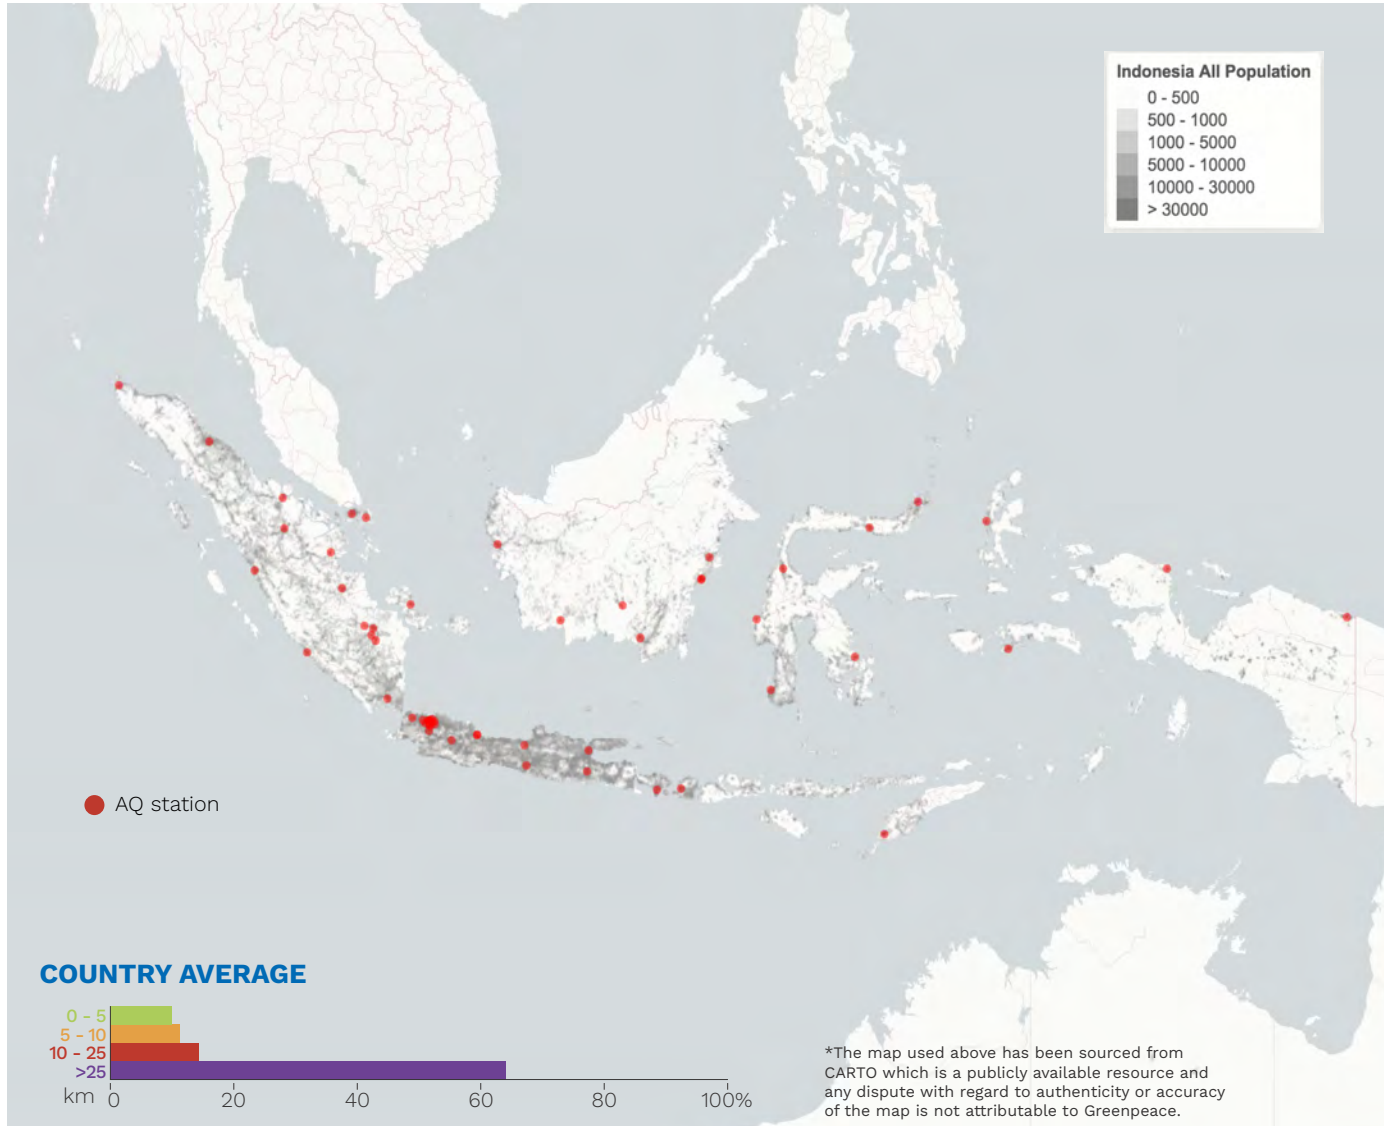 Indonesia All Population
0 - 500
500 - 1000
1000 - 5000
5000 - 10000
10000 - 30000
> 30000
AQ station
COUNTRY AVERAGE
0 - 5
5 - 10
10 - 25
>25
km 0 20 40 60 80 100%
*The map used above has been sourced from
CARTO which is a publicly available resource and
any dispute with regard to authenticity or accuracy
of the map is not attributable to Greenpeace.